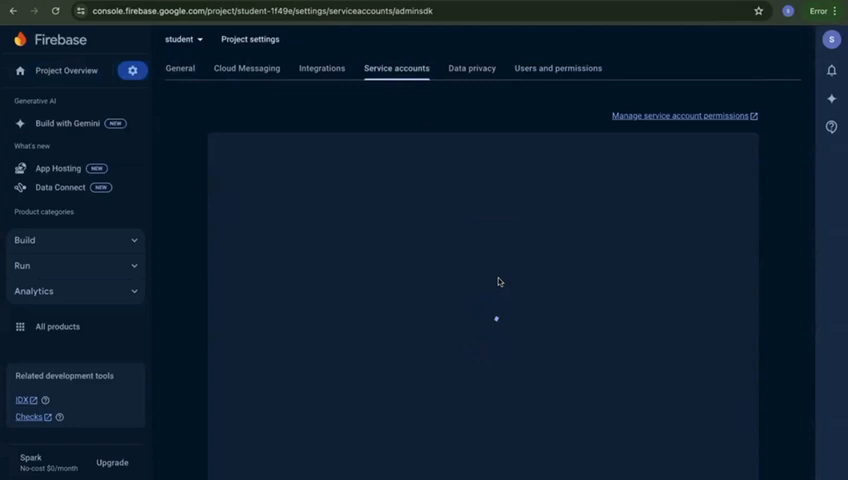 console.firebase.google.com/project/student-1f49e/settings/serviceaccounts/adminsdk
S
Error
Firebase
student
Project settings
S
Project Overview
General
Cloud Messaging
Integrations
Service accounts
Data privacy
Users and permissions
Generative AI
Build with Gemini
NEW
Manage service account permissions
What's new
App Hosting
NEW
Data Connect
NEW
Product categories
Build
Run
Analytics
All products
Related development tools
IDX
Checks
Spark
No-cost $0/month
Upgrade